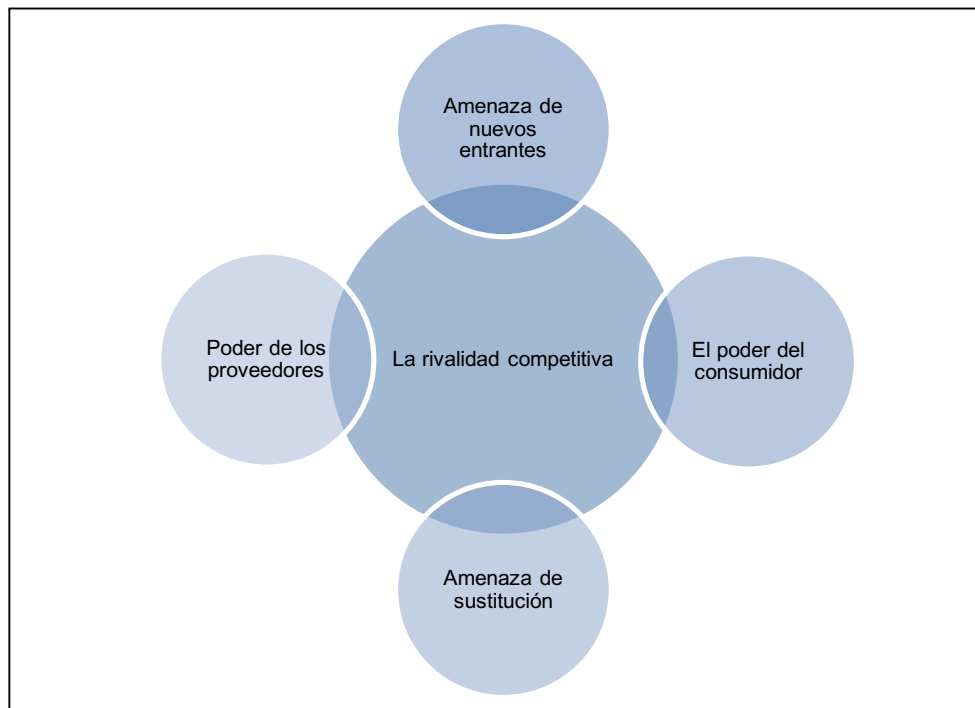 Amenaza de
nuevos
entrantes
Poder de los
proveedores
La rivalidad competitiva
El poder del
consumidor
Amenaza de
sustitución